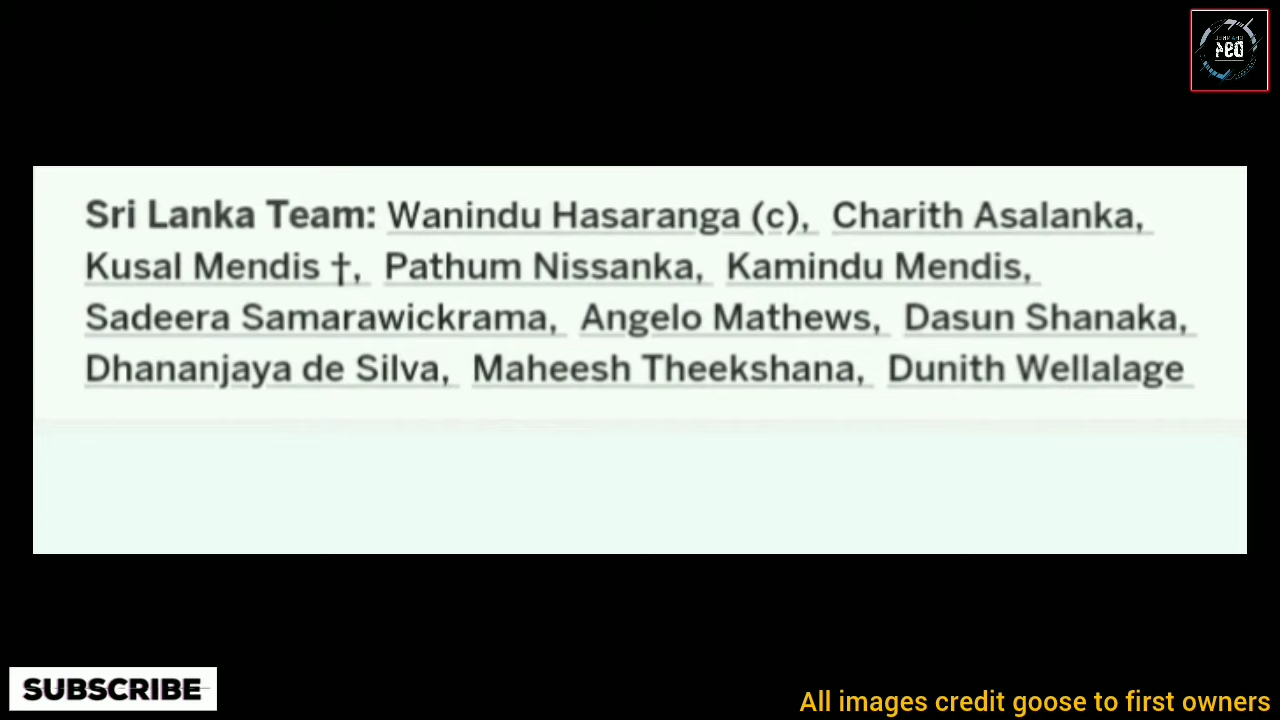 Sri Lanka Team: Wanindu Hasaranga (c), Charith Asalanka,
Kusal Mendis †, Pathum Nissanka, Kamindu Mendis,
Sadeera Samarawickrama, Angelo Mathews, Dasun Shanaka,
Dhananjaya de Silva, Maheesh Theekshana, Dunith Wellalage
SUBSCRIBE
All images credit goose to first owners